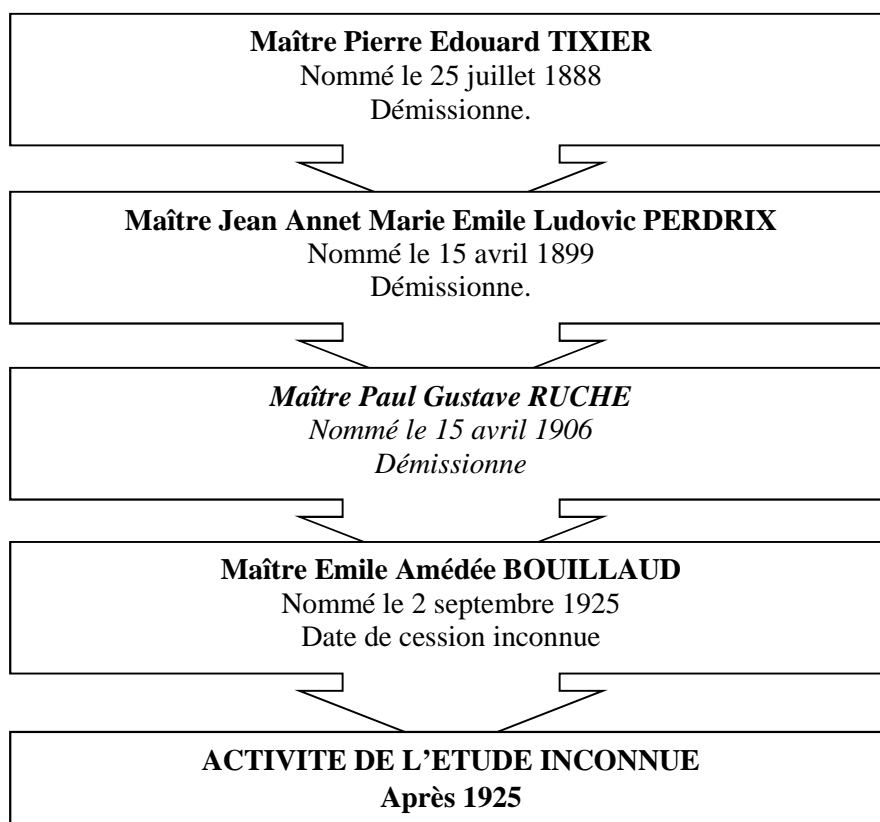 Maître Pierre Edouard TIXIER
Nommé le 25 juillet 1888
Démissionne.
Maître Jean Annet Marie Emile Ludovic PERDRIX
Nommé le 15 avril 1899
Démissionne.
Maître Paul Gustave RUCHE
Nommé le 15 avril 1906
Démissionne
Maître Emile Amédée BOUILLAUD
Nommé le 2 septembre 1925
Date de cession inconnue
ACTIVITE DE L’ETUDE INCONNUE
Après 1925